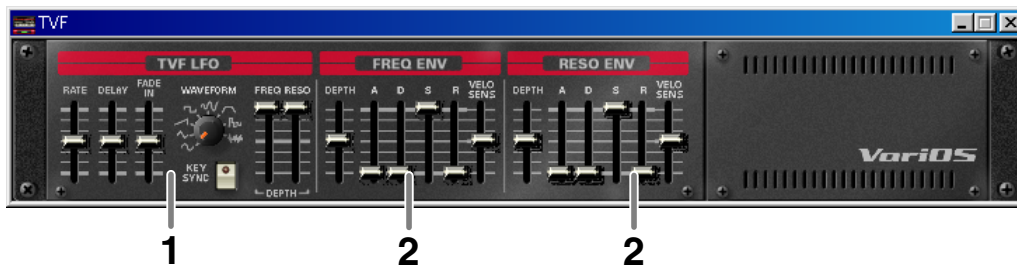 TVF
TVF LFO
FREQ ENV
RESO ENV
RATE DELAY FADE IN WAVEFORM FREQ RESO
DEPTH A D S R VELO SENS
DEPTH A D S R VELO SENS
KEY SYNC
DEPTH
VariOS
1 2 2